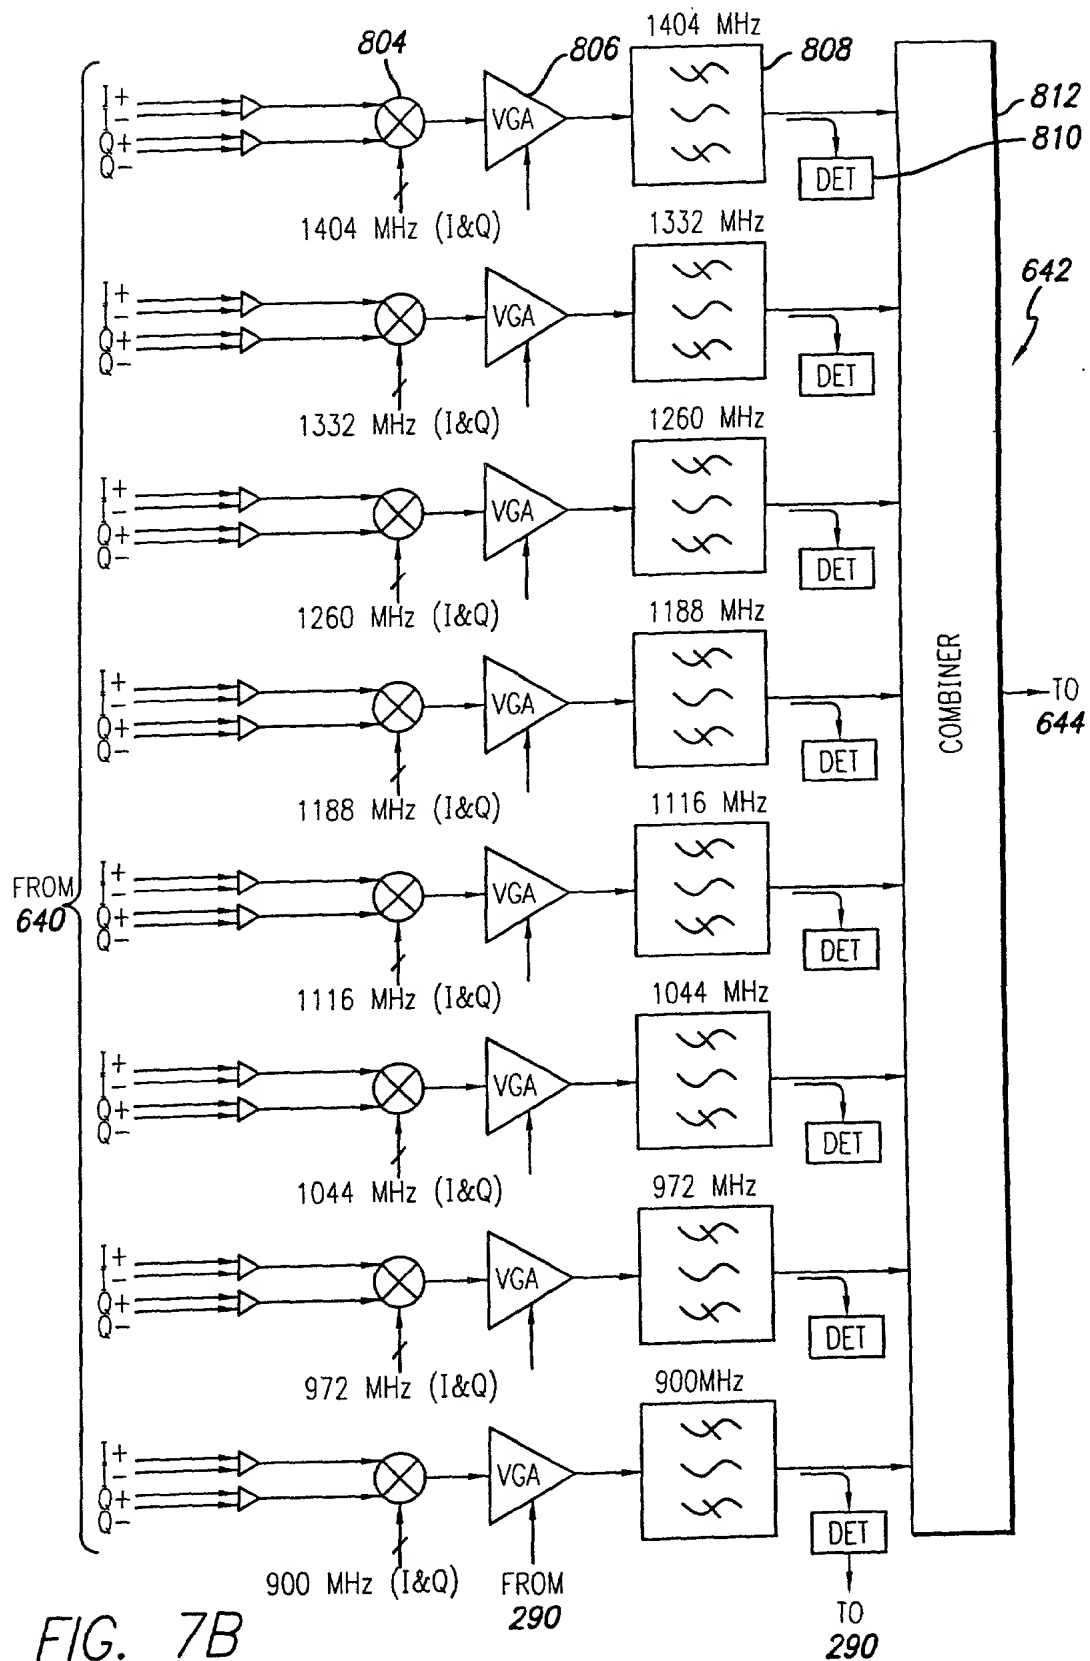 1404 MHz
804
806
808
812
I+
I-
Q+
Q-
VGA
810
DET
1404 MHz (I&Q)
1332 MHz
642
I+
I-
Q+
Q-
VGA
DET
1332 MHz (I&Q)
1260 MHz
I+
I-
Q+
Q-
VGA
DET
1260 MHz (I&Q)
1188 MHz
I+
I-
Q+
Q-
VGA
COMBINER
TO
644
DET
1188 MHz (I&Q)
1116 MHz
FROM
640
I+
I-
Q+
Q-
VGA
DET
1116 MHz (I&Q)
1044 MHz
I+
I-
Q+
Q-
VGA
DET
1044 MHz (I&Q)
972 MHz
I+
I-
Q+
Q-
VGA
DET
972 MHz (I&Q)
900MHz
I+
I-
Q+
Q-
VGA
DET
900 MHz (I&Q)
FROM
290
TO
290
FIG. 7B